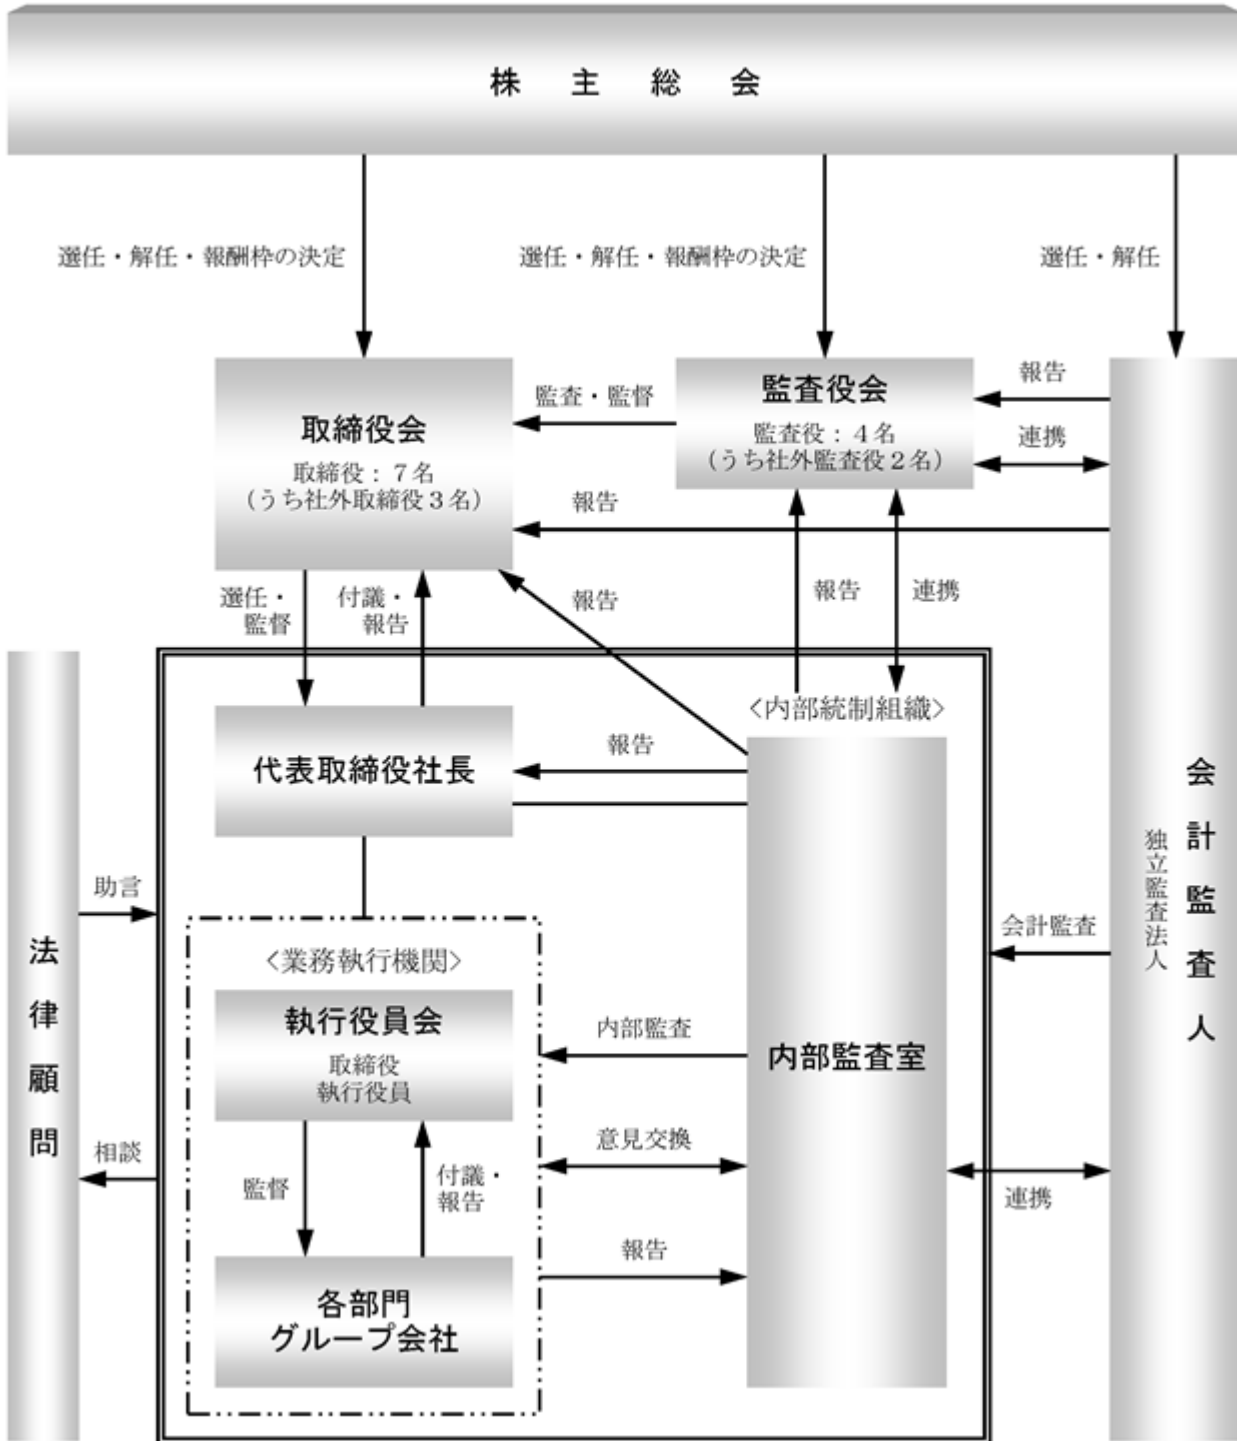 株主総会
選任・解任・報酬枠の決定
選任・解任・報酬枠の決定
選任・解任
取締役会
取締役：７名
（うち社外取締役３名）
監査・監督
監査役会
監査役：４名
（うち社外監査役２名）
報告
連携
報告
選任・
監督
付議・
報告
報告
報告
連携
<内部統制組織>
代表取締役社長
報告
会計監査人
独立監査法人
助言
法律顧問
相談
<業務執行機関>
執行役員会
取締役
執行役員
監督
付議・
報告
各部門
グループ会社
内部監査
意見交換
報告
内部監査室
会計監査
連携